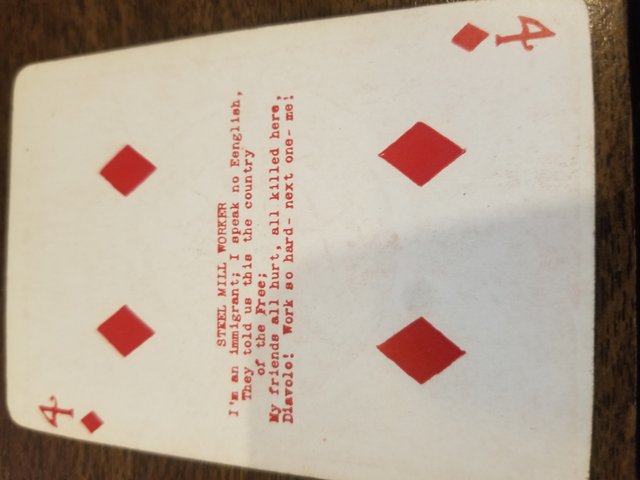 4
STEEL MILL WORKER
I'm an immigrant; I speak no Eenglish,
They told us this the country
of the Free;
My friends all hurt, all killed here,
Diavolo! Work so hard- next one- me!
4